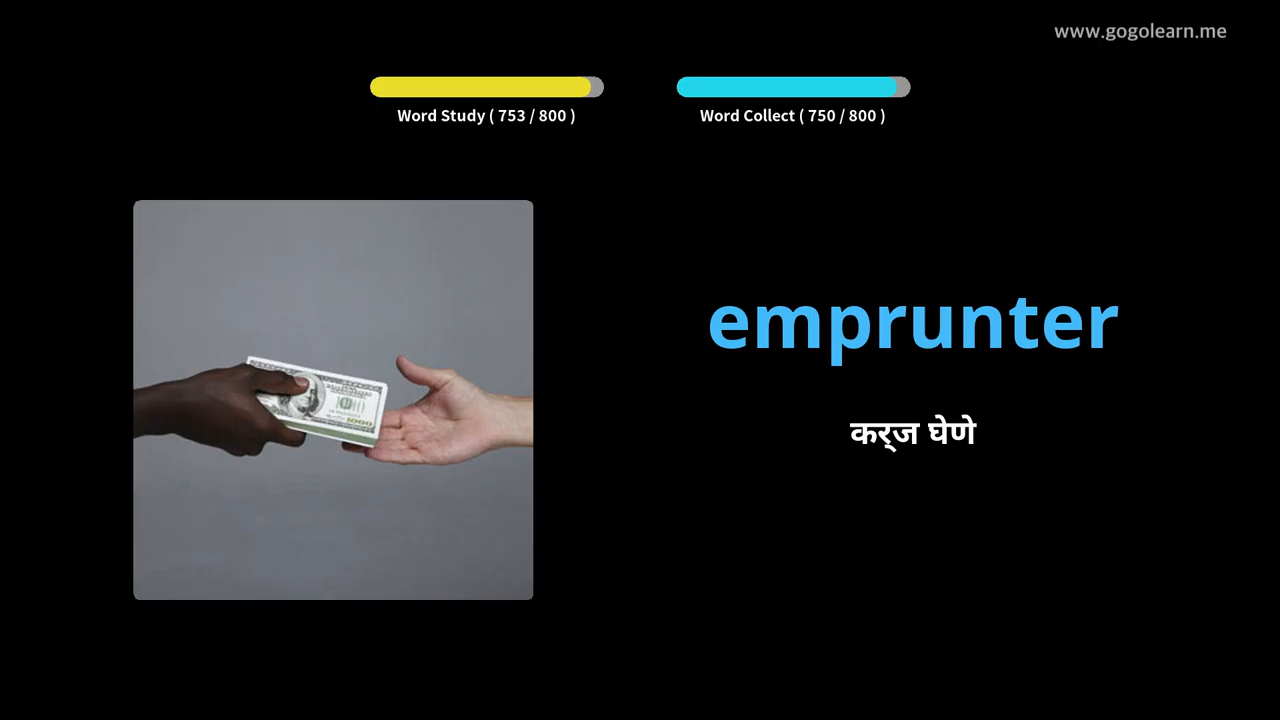 www.gogolearn.me
Word Study ( 753 / 800 )
Word Collect ( 750 / 800 )
emprunter
कर्ज घेणे